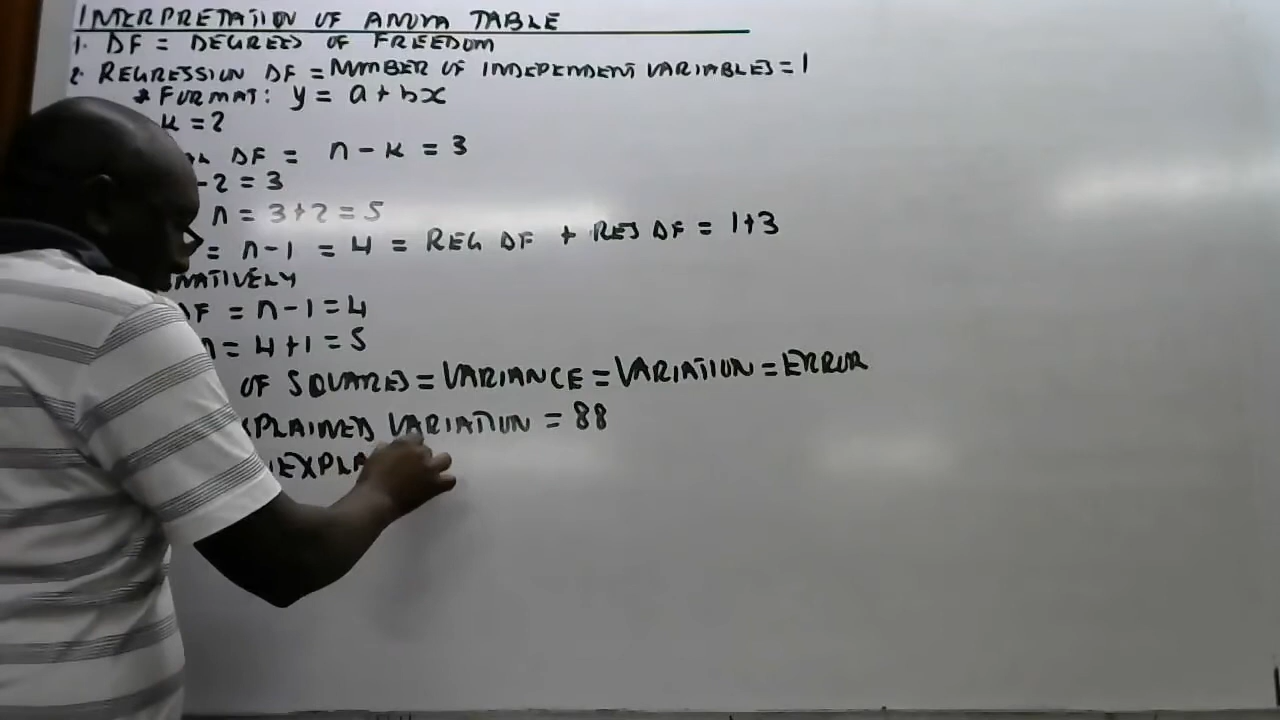 INTERPRETATION OF ANOVA TABLE
1. DF = DEGREES OF FREEDOM
2. REGRESSION DF = NUMBER OF INDEPENDENT VARIABLES = 1
* FORMAT: y = a + bx
K = 2
DF = n - K = 3
- 2 = 3
n = 3 + 2 = 5
= n - 1 = 4 = REG DF + RES DF = 1+3
NATIVELY
DF = n - 1 = 4
n = 4 + 1 = 5
OF SQUARES = VARIANCE = VARIATION = ERROR
PLAINED VARIATION = 88
EXPLA